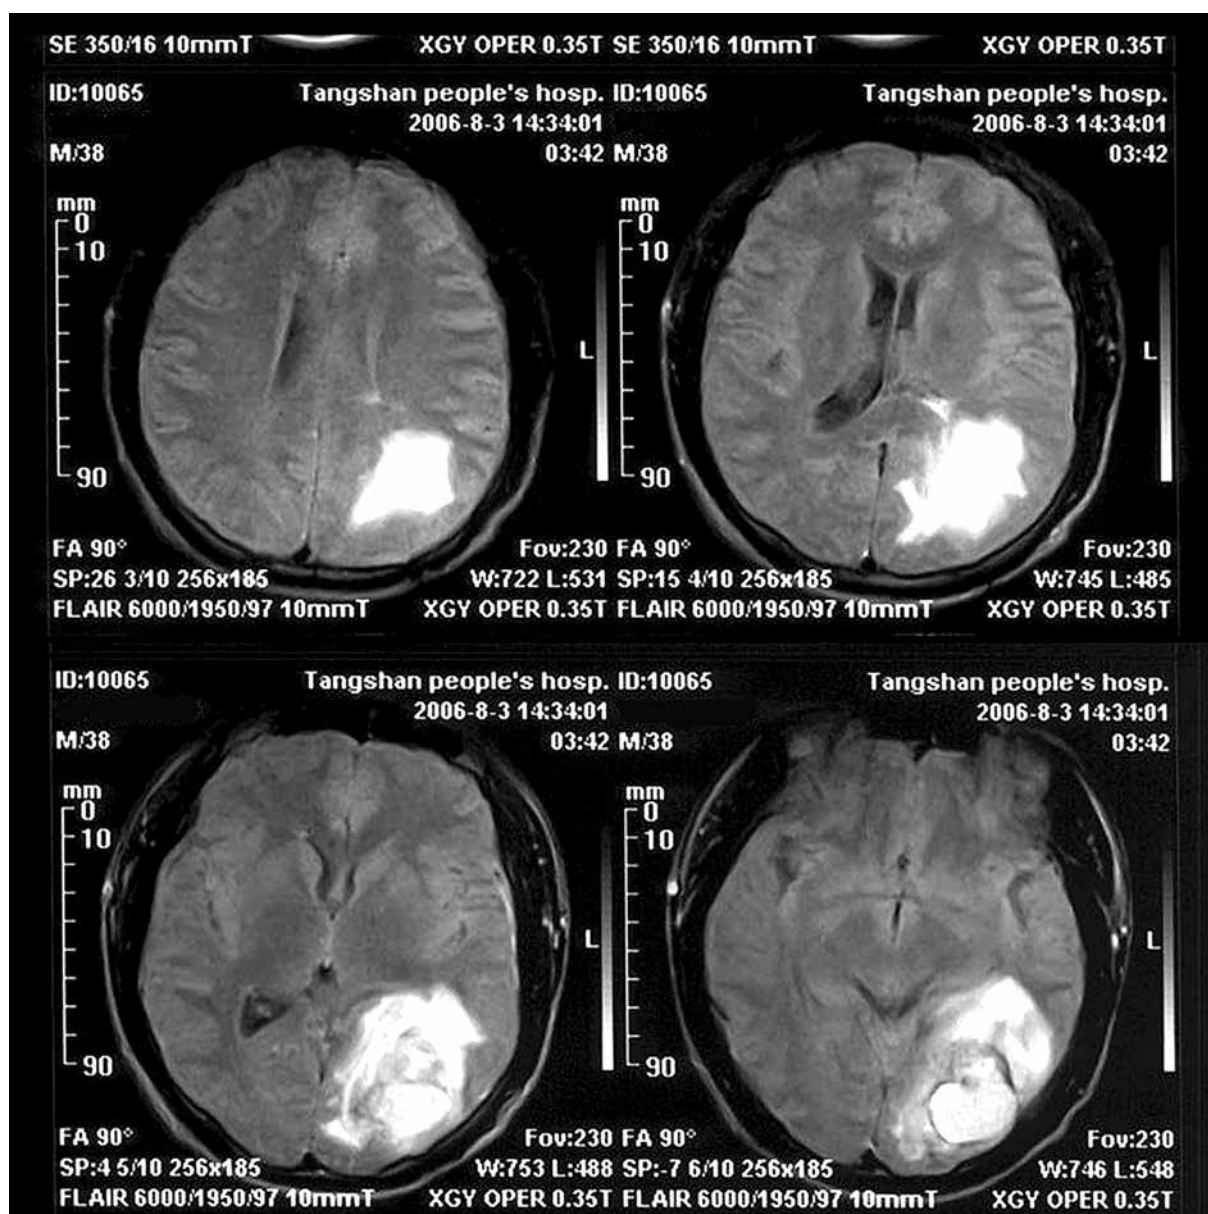 SE 350/16 10mmT XGY OPER 0.35T SE 350/16 10mmT XGY OPER 0.35T
ID:10065 Tangshan people's hosp. ID:10065 Tangshan people's hosp.
2006-8-3 14:34:01 2006-8-3 14:34:01
M/38 03:42 M/38 03:42
mm mm
0 0
10 10
L L
90 90
FA 90° Fov:230 FA 90° Fov:230
SP:26 3/10 256x185 W:722 L:531 SP:15 4/10 256x185 W:745 L:485
FLAIR 6000/1950/97 10mmT XGY OPER 0.35T FLAIR 6000/1950/97 10mmT XGY OPER 0.35T
ID:10065 Tangshan people's hosp. ID:10065 Tangshan people's hosp.
2006-8-3 14:34:01 2006-8-3 14:34:01
M/38 03:42 M/38 03:42
mm mm
0 0
10 10
L L
90 90
FA 90° Fov:230 FA 90° Fov:230
SP:4 5/10 256x185 W:753 L:488 SP:-7 6/10 256x185 W:746 L:548
FLAIR 6000/1950/97 10mmT XGY OPER 0.35T FLAIR 6000/1950/97 10mmT XGY OPER 0.35T